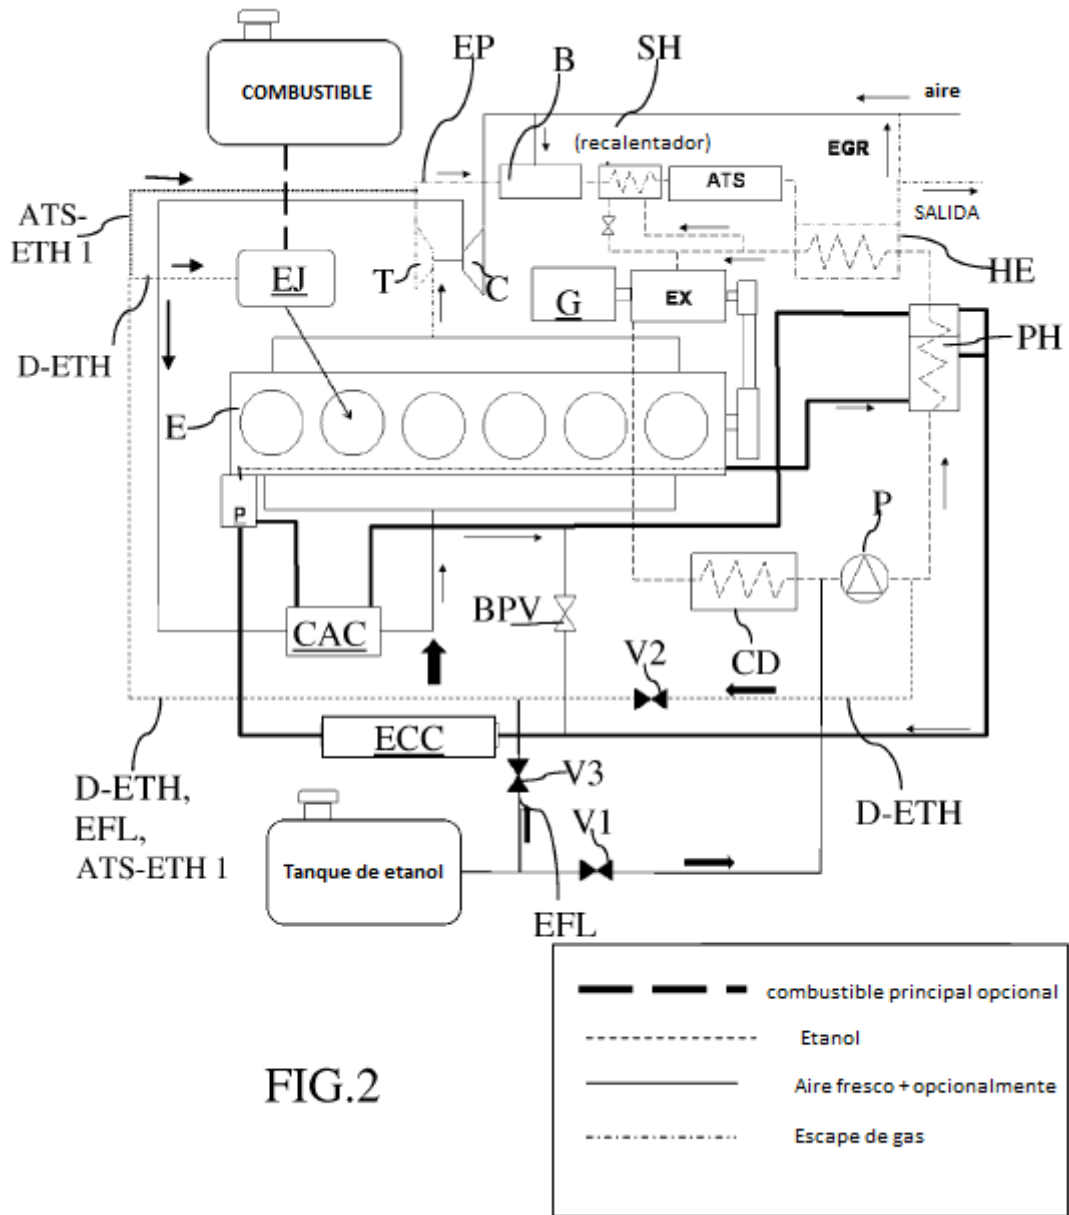 COMBUSTIBLE
EP
B
SH
aire
(recalentador)
EGR
ATS
SALIDA
ATS-
ETH 1
EJ
T
C
HE
G
EX
D-ETH
PH
E
P
P
BPV
CAC
V2
CD
ECC
V3
D-ETH,
EFL,
ATS-ETH 1
V1
D-ETH
Tanque de etanol
EFL
combustible principal opcional
Etanol
Aire fresco + opcionalmente
Escape de gas
FIG.2